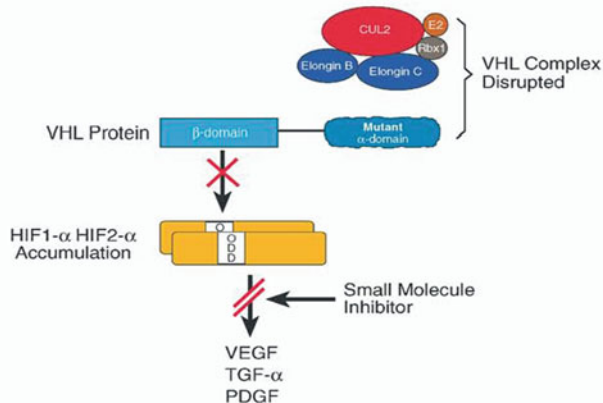 CUL2
E2
Rbx1
Elongin B
Elongin C
VHL Complex
Disrupted
VHL Protein
β-domain
Mutant
α-domain
HIF1-α HIF2-α
Accumulation
O
O
D
D
Small Molecule
Inhibitor
VEGF
TGF-α
PDGF